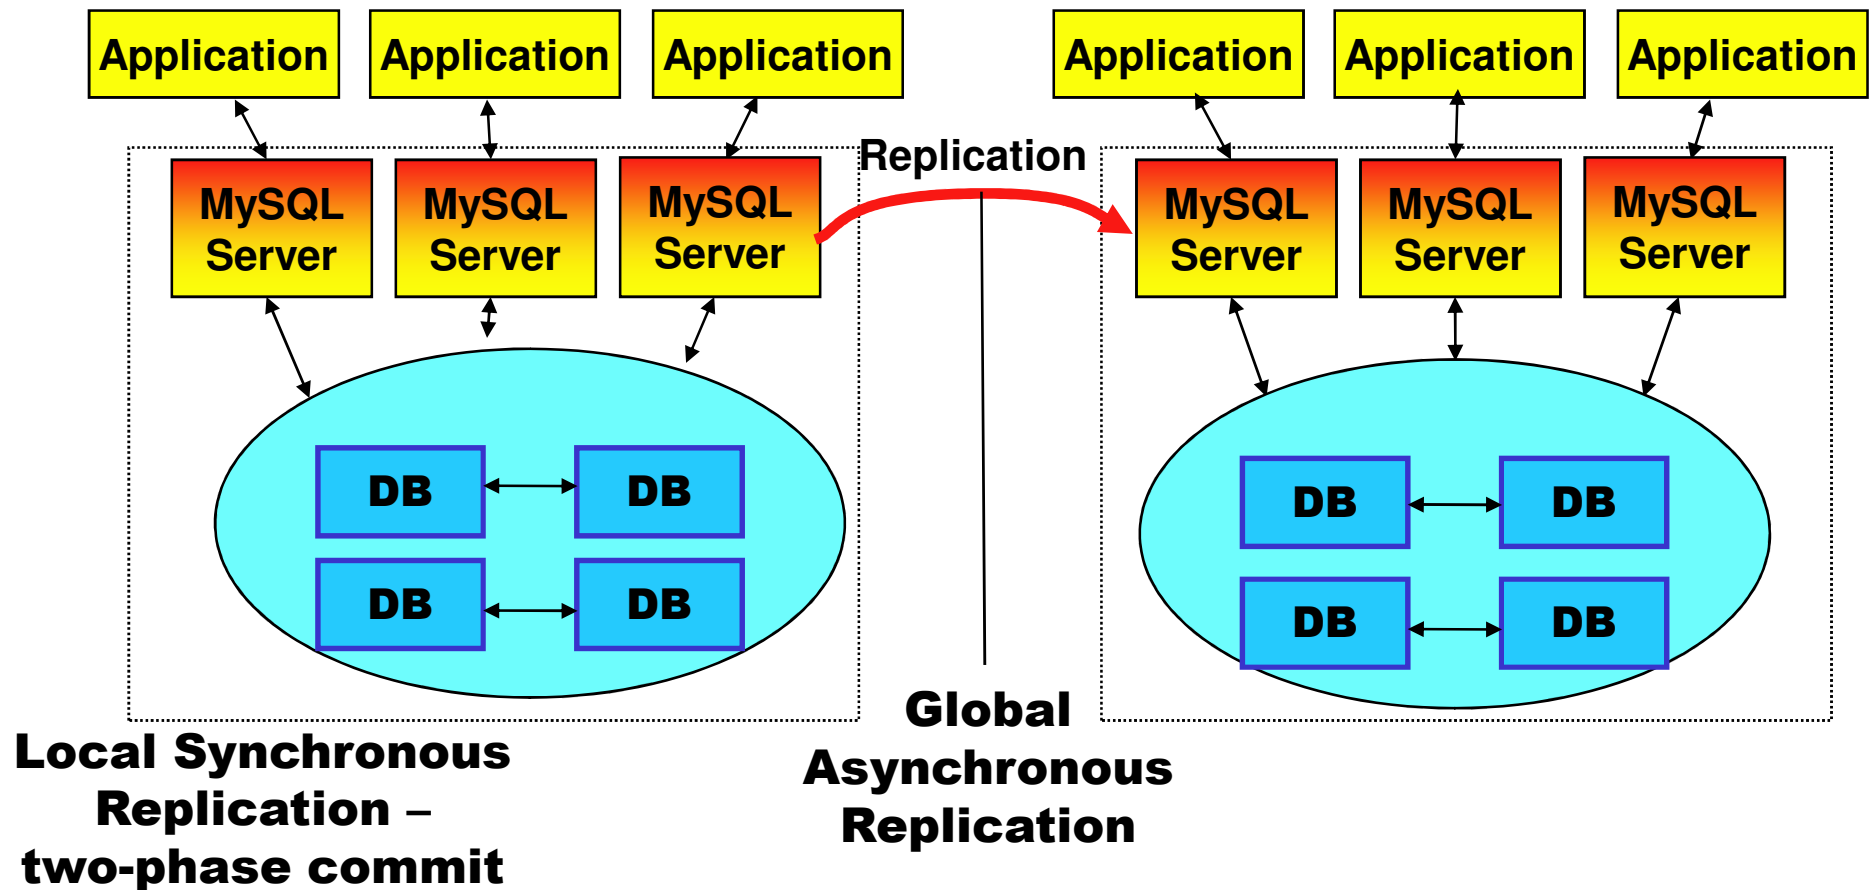 Application
Application
Application
Application
Application
Application
Replication
MySQL
Server
MySQL
Server
MySQL
Server
MySQL
Server
MySQL
Server
MySQL
Server
DB
DB
DB
DB
DB
DB
DB
DB
Local Synchronous
Replication –
two-phase commit
Global
Asynchronous
Replication